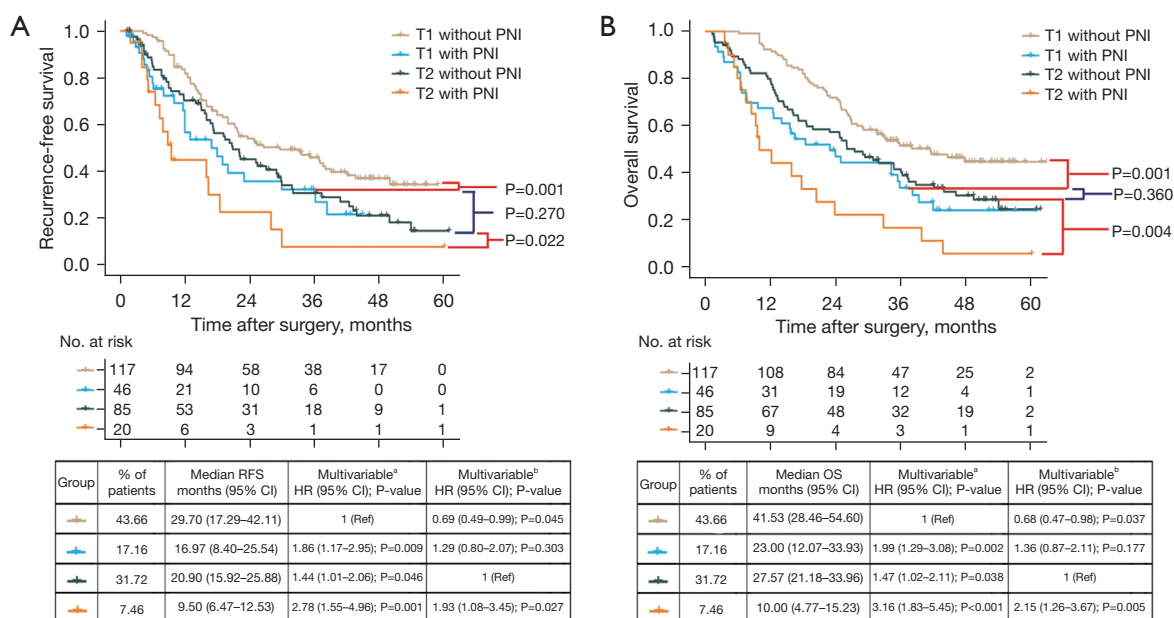 A
Recurrence-free survival
1.0
0.8
0.6
0.4
0.2
0.0
T1 without PNI
T1 with PNI
T2 without PNI
T2 with PNI
P=0.001
P=0.270
P=0.022
0 12 24 36 48 60
Time after surgery, months
No. at risk
117 94 58 38 17 0
46 21 10 6 0 0
85 53 31 18 9 1
20 6 3 1 1 1
Group % of patients Median RFS months (95% CI) Multivariableᵃ HR (95% CI); P-value Multivariableᵇ HR (95% CI); P-value
43.66 29.70 (17.29–42.11) 1 (Ref) 0.69 (0.49–0.99); P=0.045
17.16 16.97 (8.40–25.54) 1.86 (1.17–2.95); P=0.009 1.29 (0.80–2.07); P=0.303
31.72 20.90 (15.92–25.88) 1.44 (1.01–2.06); P=0.046 1 (Ref)
7.46 9.50 (6.47–12.53) 2.78 (1.55–4.96); P=0.001 1.93 (1.08–3.45); P=0.027
B
Overall survival
1.0
0.8
0.6
0.4
0.2
0.0
T1 without PNI
T1 with PNI
T2 without PNI
T2 with PNI
P=0.001
P=0.360
P=0.004
0 12 24 36 48 60
Time after surgery, months
No. at risk
117 108 84 47 25 2
46 31 19 12 4 1
85 67 48 32 19 2
20 9 4 3 1 1
Group % of patients Median OS months (95% CI) Multivariableᵃ HR (95% CI); P-value Multivariableᵇ HR (95% CI); P-value
43.66 41.53 (28.46–54.60) 1 (Ref) 0.68 (0.47–0.98); P=0.037
17.16 23.00 (12.07–33.93) 1.99 (1.29–3.08); P=0.002 1.36 (0.87–2.11); P=0.177
31.72 27.57 (21.18–33.96) 1.47 (1.02–2.11); P=0.038 1 (Ref)
7.46 10.00 (4.77–15.23) 3.16 (1.83–5.45); P<0.001 2.15 (1.26–3.67); P=0.005